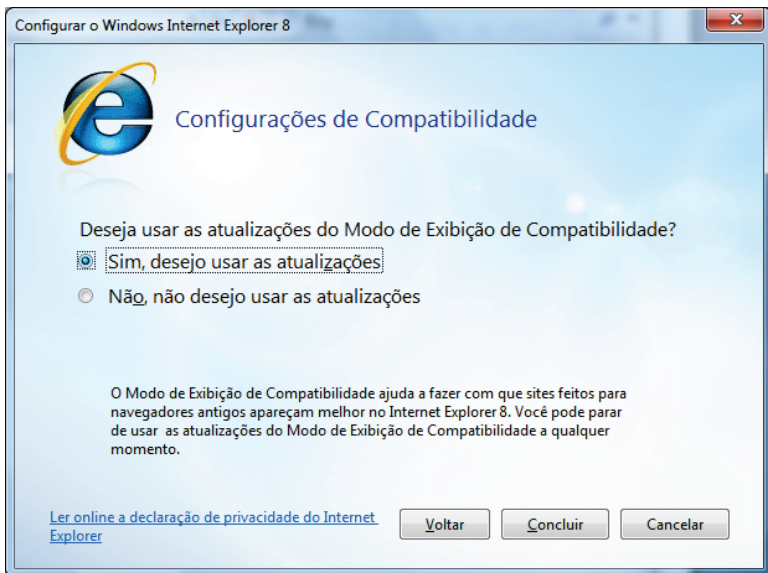 Configurar o Windows Internet Explorer 8
Configurações de Compatibilidade
Deseja usar as atualizações do Modo de Exibição de Compatibilidade?
Sim, desejo usar as atualizações
Não, não desejo usar as atualizações
O Modo de Exibição de Compatibilidade ajuda a fazer com que sites feitos para
navegadores antigos apareçam melhor no Internet Explorer 8. Você pode parar
de usar as atualizações do Modo de Exibição de Compatibilidade a qualquer
momento.
Ler online a declaração de privacidade do Internet
Explorer
Voltar
Concluir
Cancelar